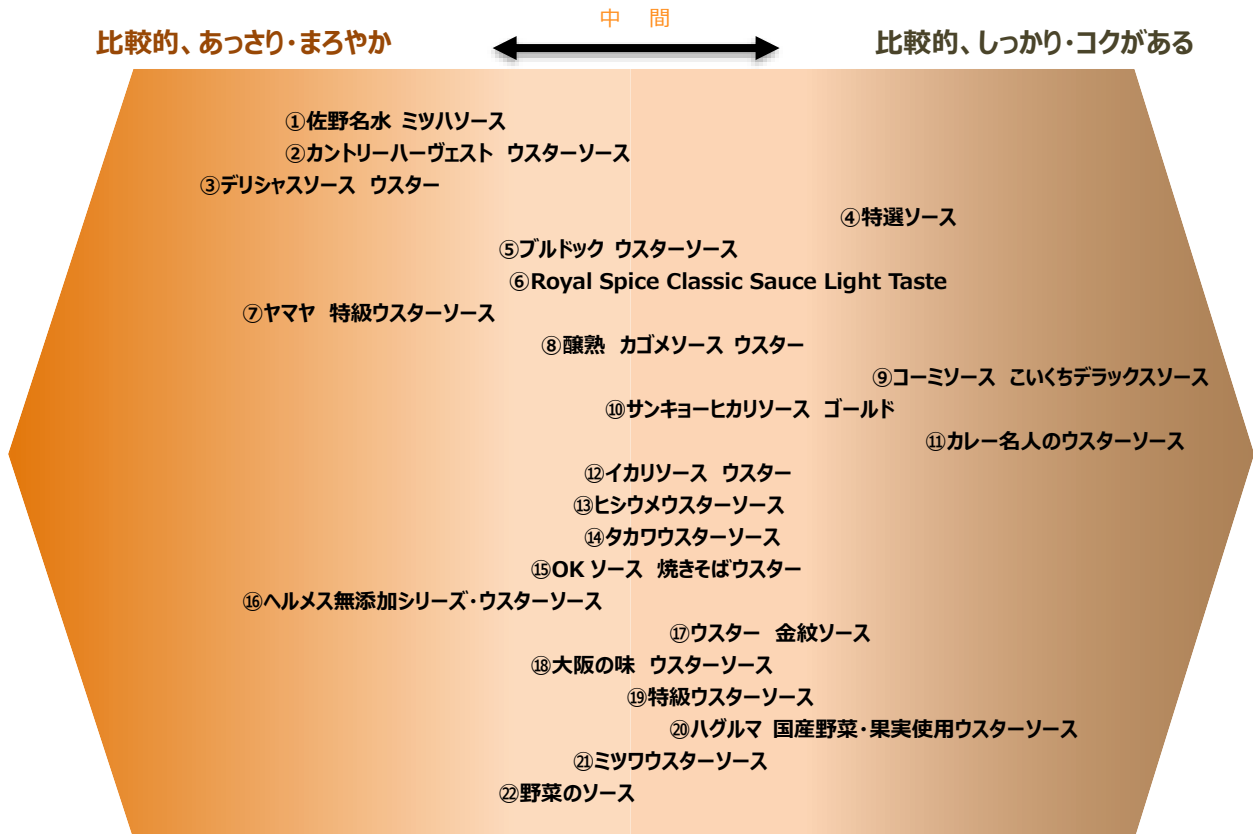 中 間
比較的、あっさり・まろやか
比較的、しっかり・コクがある
①佐野名水 ミツハソース
②カントリーハーヴェスト ウスターソース
③デリシャスソース ウスター
④特選ソース
⑤ブルドック ウスターソース
⑥Royal Spice Classic Sauce Light Taste
⑦ヤマヤ 特級ウスターソース
⑧醸熟 カゴメソース ウスター
⑨コーミソース こいくちデラックスソース
⑩サンキョーヒカリソース ゴールド
⑪カレー名人のウスターソース
⑫イカリソース ウスター
⑬ヒシウメウスターソース
⑭タカワウスターソース
⑮OK ソース 焼きそばウスター
⑯ヘルメス無添加シリーズ・ウスターソース
⑰ウスター 金紋ソース
⑱大阪の味 ウスターソース
⑲特級ウスターソース
⑳ハグルマ 国産野菜・果実使用ウスターソース
㉑ミツワウスターソース
㉒野菜のソース